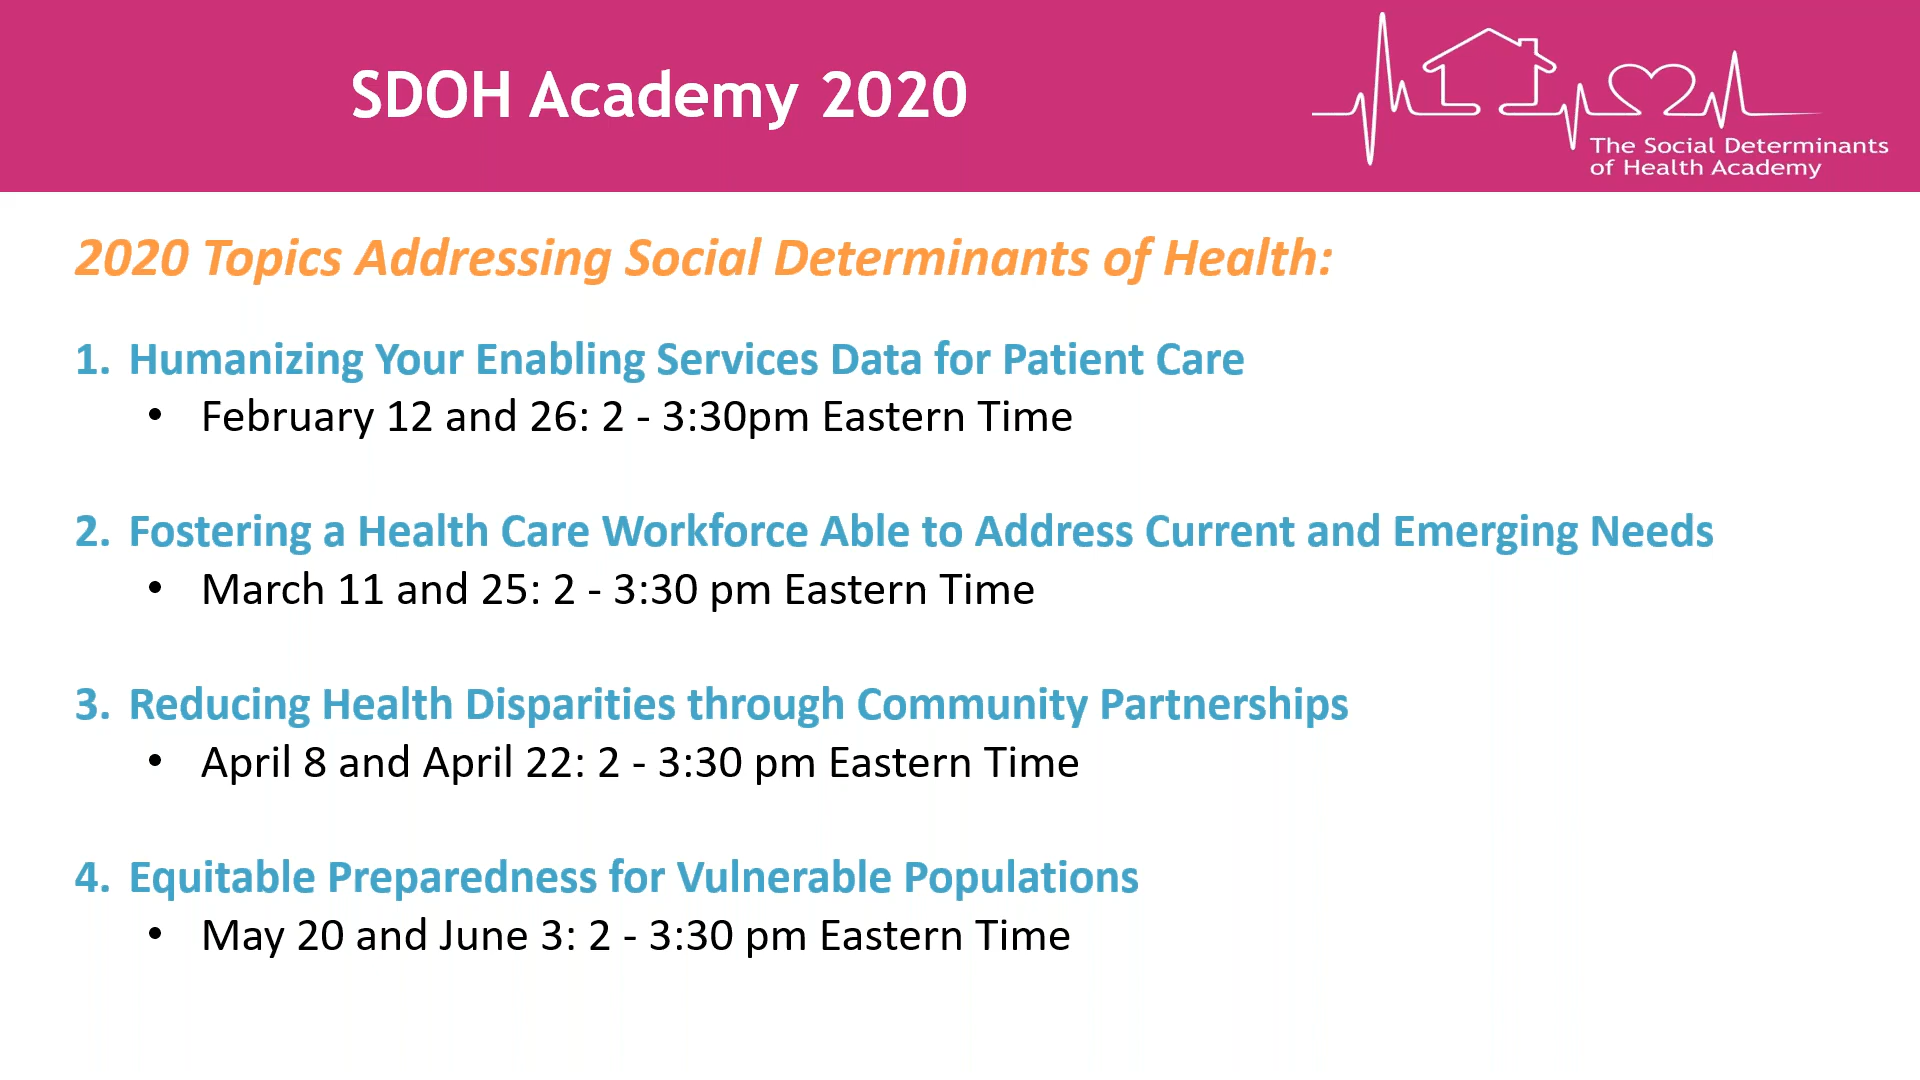 SDOH Academy 2020
The Social Determinants
of Health Academy
2020 Topics Addressing Social Determinants of Health:
1. Humanizing Your Enabling Services Data for Patient Care
• February 12 and 26: 2 - 3:30pm Eastern Time
2. Fostering a Health Care Workforce Able to Address Current and Emerging Needs
• March 11 and 25: 2 - 3:30 pm Eastern Time
3. Reducing Health Disparities through Community Partnerships
• April 8 and April 22: 2 - 3:30 pm Eastern Time
4. Equitable Preparedness for Vulnerable Populations
• May 20 and June 3: 2 - 3:30 pm Eastern Time